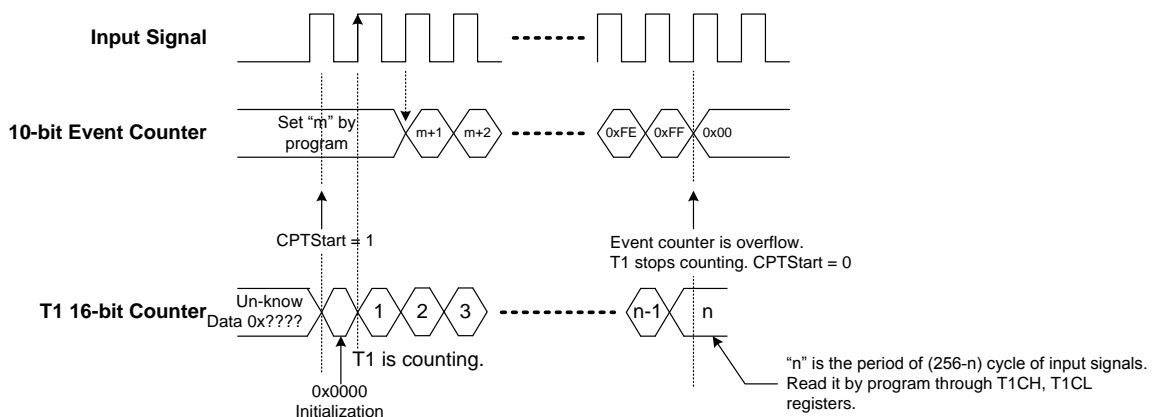 Input Signal
10-bit Event Counter
Set “m” by
program
m+1
m+2
0xFE
0xFF
0x00
CPTStart = 1
Event counter is overflow.
T1 stops counting. CPTStart = 0
T1 16-bit Counter
Un-know
Data 0x????
1
2
3
n-1
n
T1 is counting.
0x0000
Initialization
“n” is the period of (256-n) cycle of input signals.
Read it by program through T1CH, T1CL
registers.